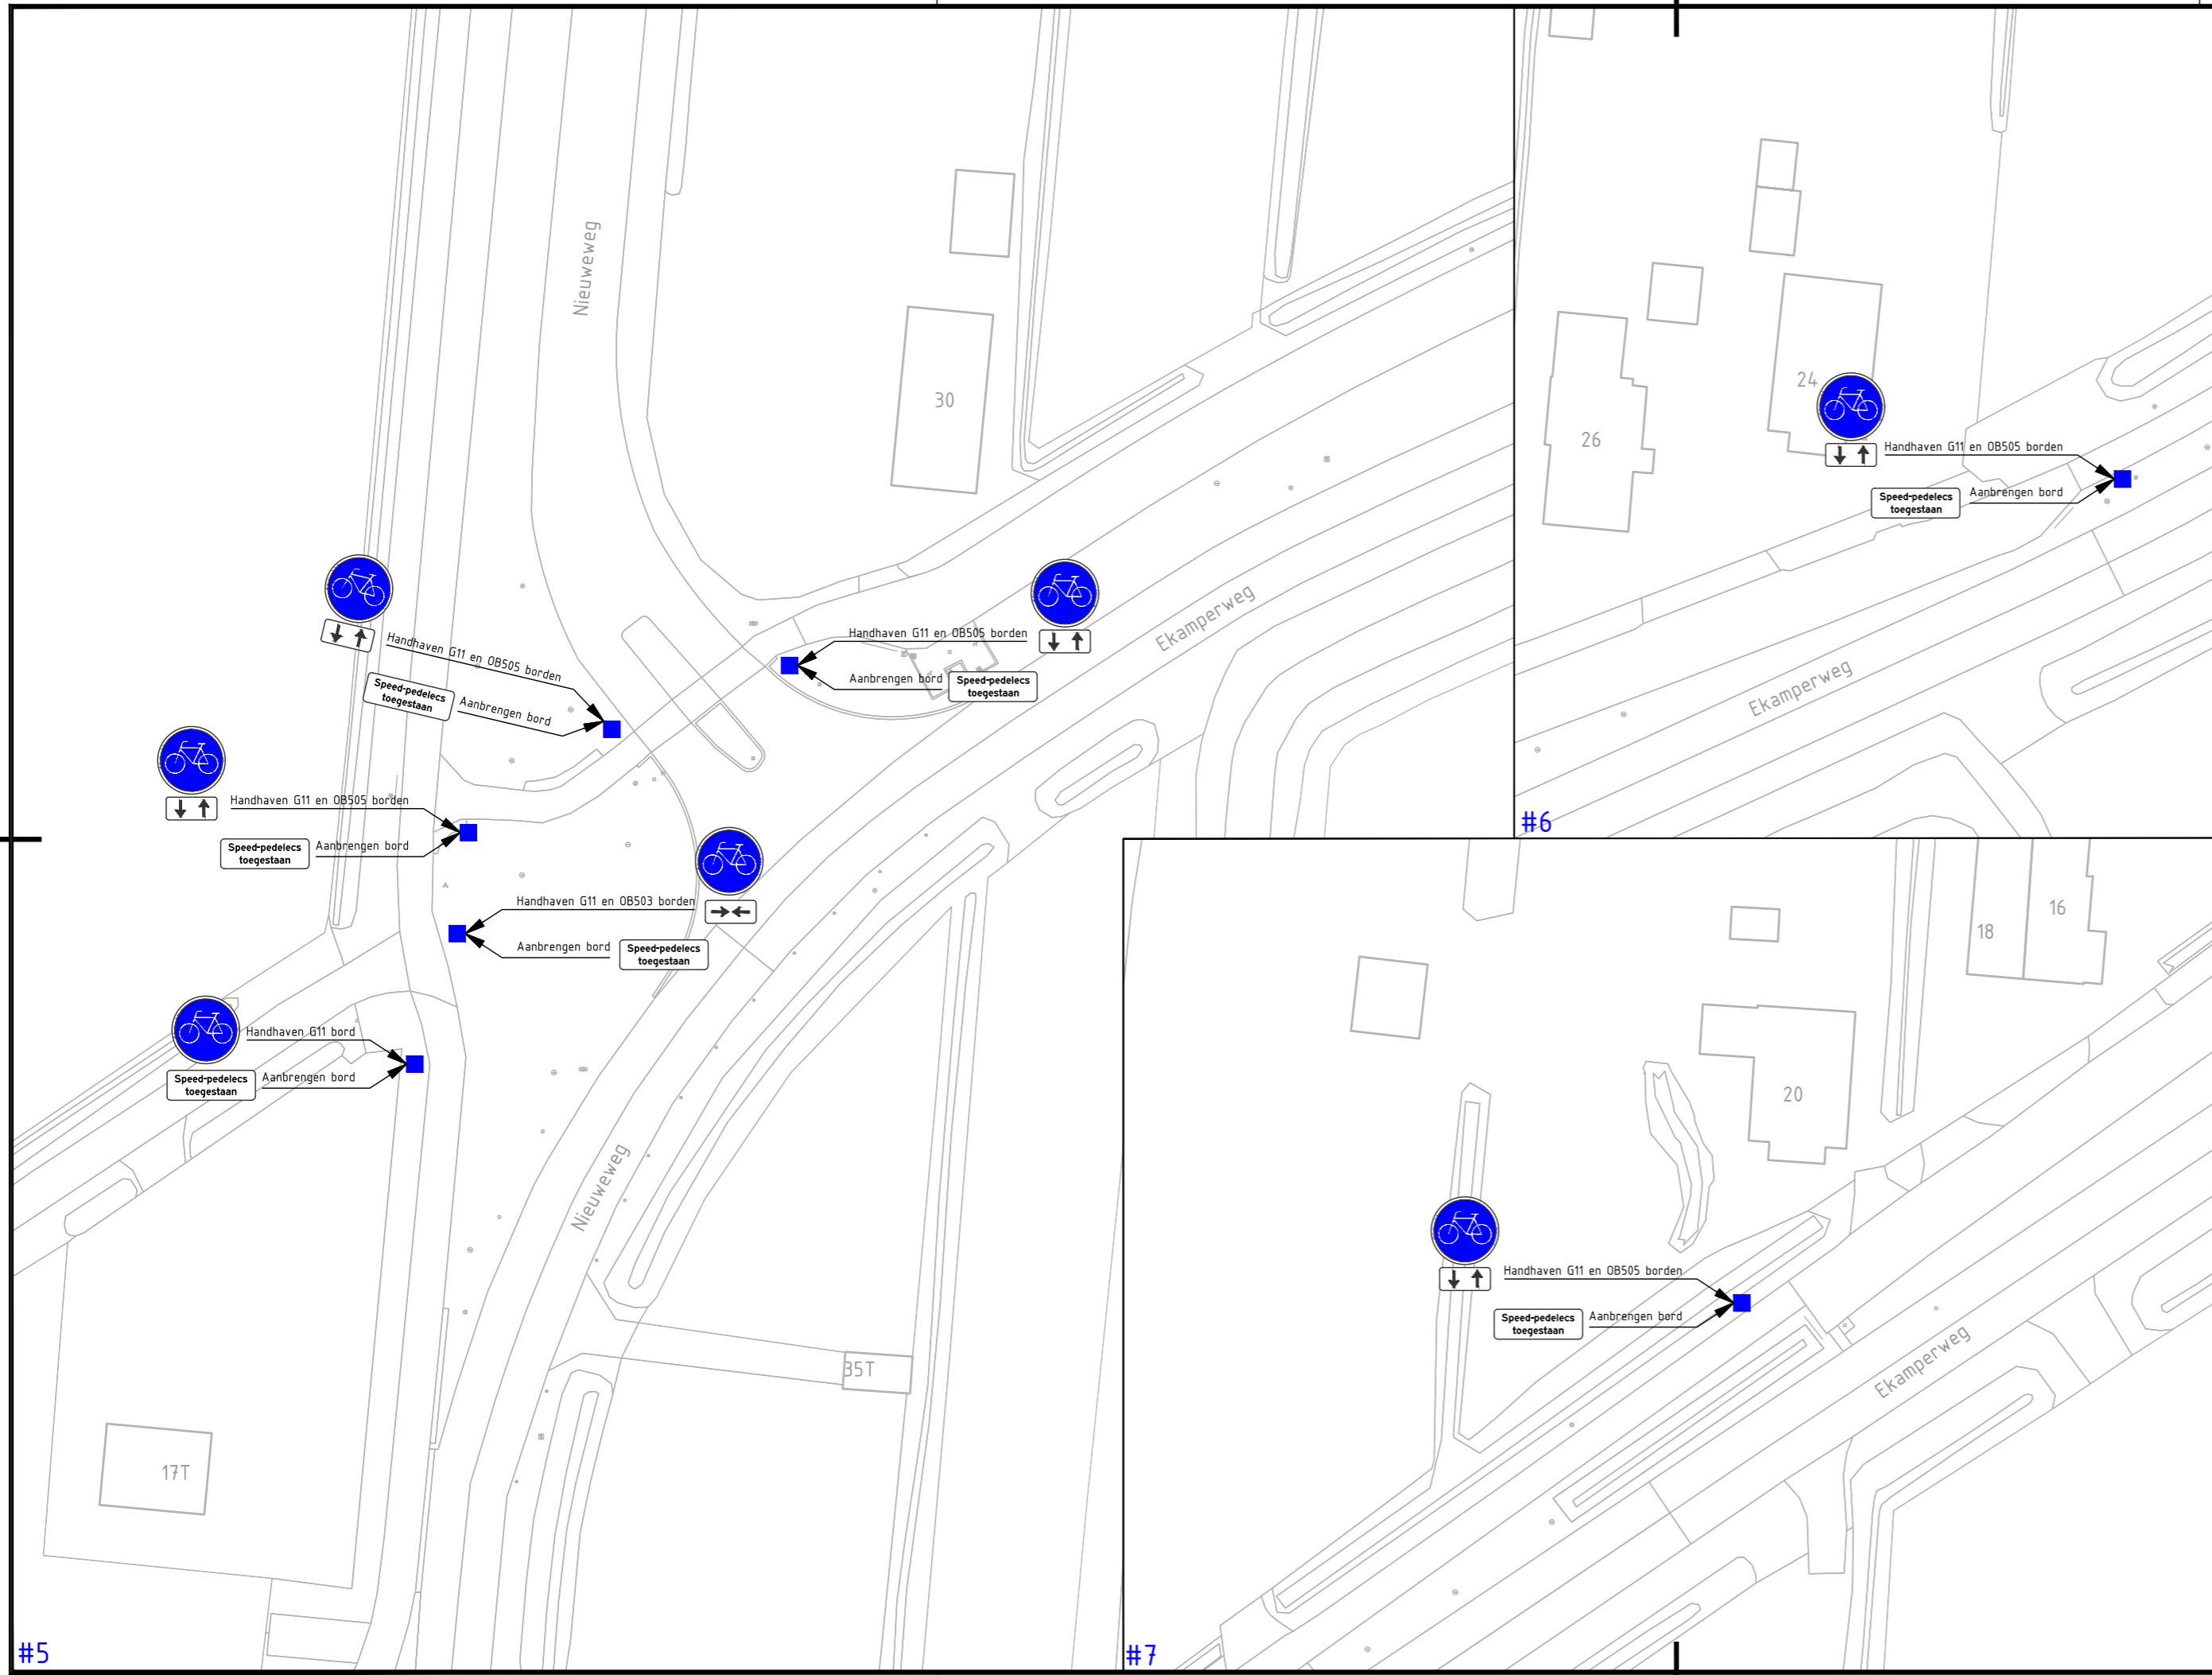 Nieuweweg
30
Handhaven G11 en OB505 borden
Speed-pedelecs
toegestaan
Aanbrengen bord
Handhaven G11 en OB505 borden
Aanbrengen bord
Speed-pedelecs
toegestaan
Ekamperweg
Handhaven G11 en OB505 borden
Speed-pedelecs
toegestaan
Aanbrengen bord
Handhaven G11 en OB503 borden
Aanbrengen bord
Speed-pedelecs
toegestaan
Handhaven G11 bord
Speed-pedelecs
toegestaan
Aanbrengen bord
Nieuweweg
35T
17T
#5
24
26
Handhaven G11 en OB505 borden
Speed-pedelecs
toegestaan
Aanbrengen bord
Ekamperweg
#6
18
16
20
Handhaven G11 en OB505 borden
Speed-pedelecs
toegestaan
Aanbrengen bord
Ekamperweg
#7